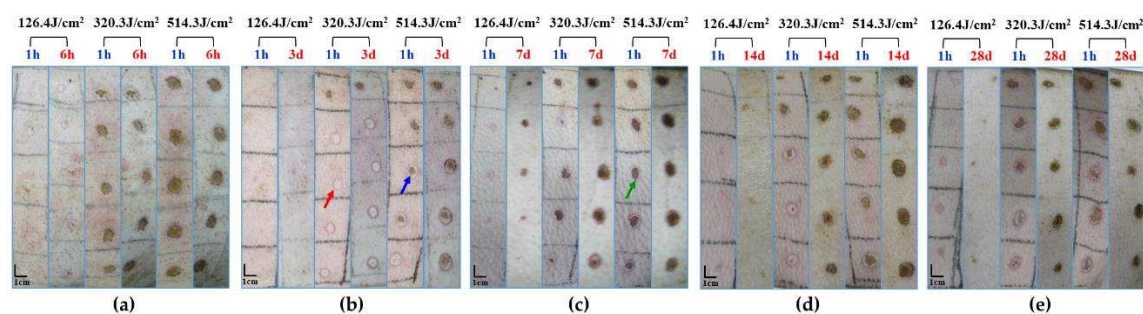 126.4J/cm² 320.3J/cm² 514.3J/cm² 126.4J/cm² 320.3J/cm² 514.3J/cm² 126.4J/cm² 320.3J/cm² 514.3J/cm² 126.4J/cm² 320.3J/cm² 514.3J/cm² 126.4J/cm² 320.3J/cm² 514.3J/cm²
1h 6h 1h 6h 1h 6h 1h 3d 1h 3d 1h 3d 1h 7d 1h 7d 1h 7d 1h 14d 1h 14d 1h 14d 1h 28d 1h 28d 1h 28d
1cm 1cm 1cm 1cm 1cm
(a) (b) (c) (d) (e)